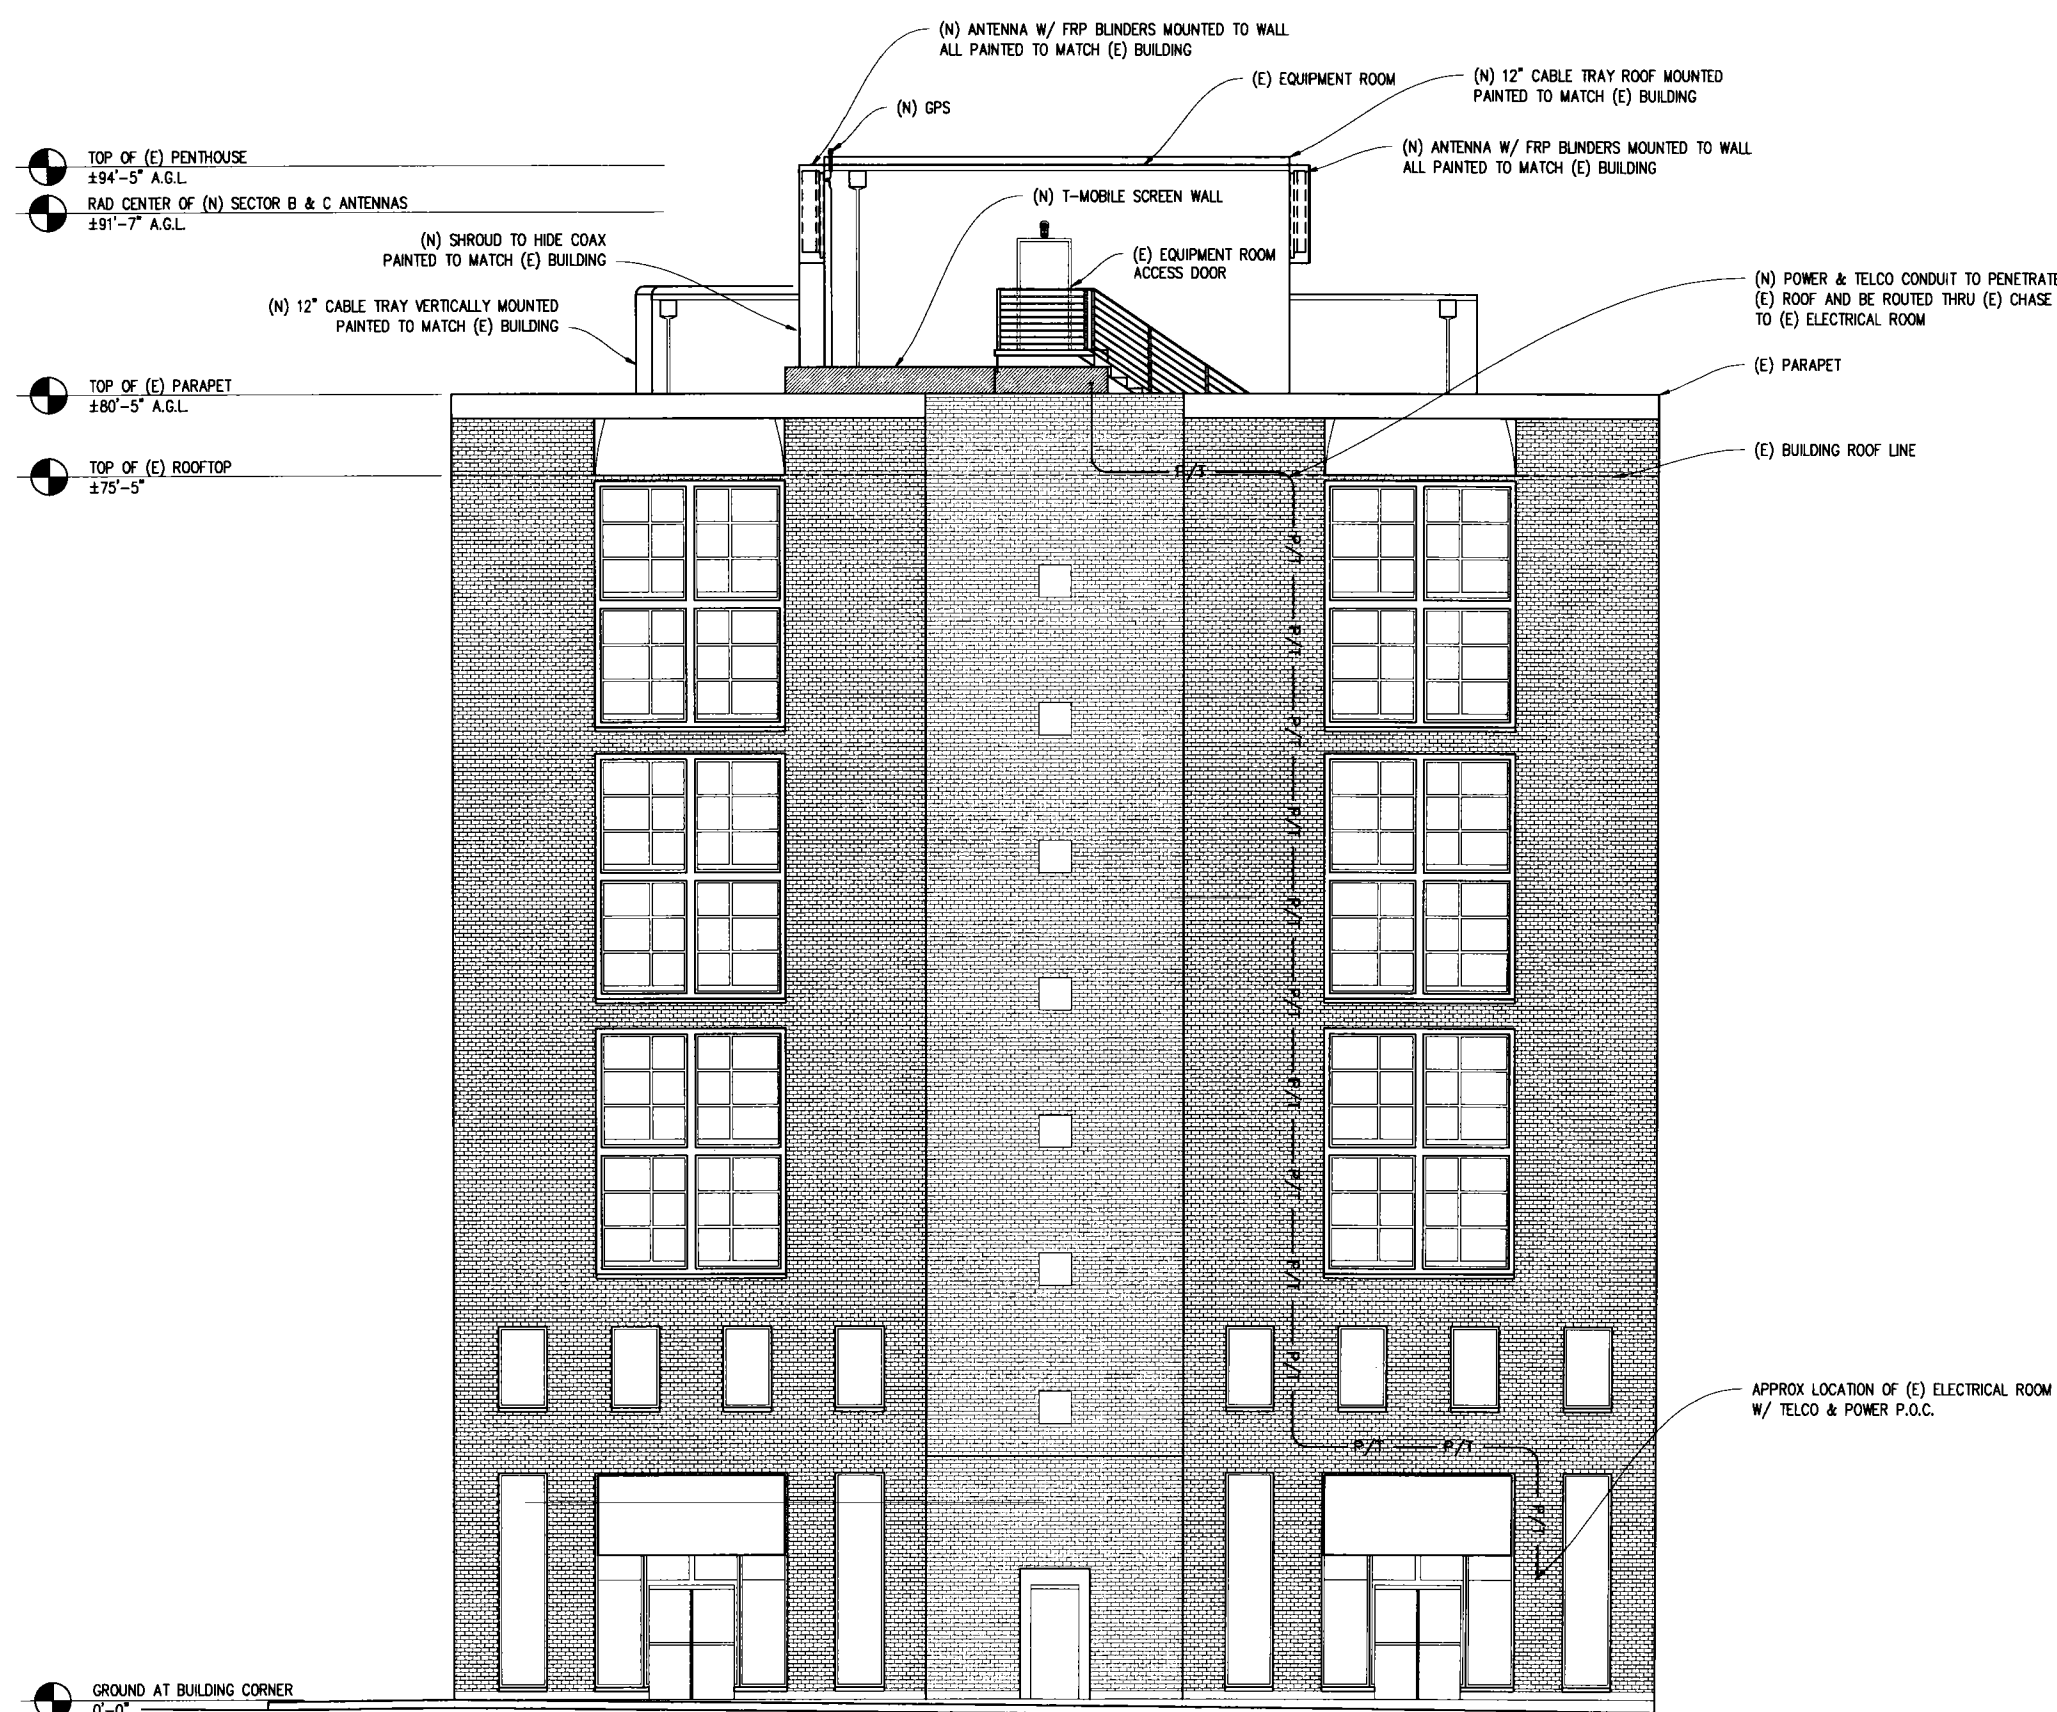 (N) ANTENNA W/ FRP BLINDERS MOUNTED TO WALL
ALL PAINTED TO MATCH (E) BUILDING
(E) EQUIPMENT ROOM
(N) 12" CABLE TRAY ROOF MOUNTED
PAINTED TO MATCH (E) BUILDING
(N) GPS
(N) ANTENNA W/ FRP BLINDERS MOUNTED TO WALL
ALL PAINTED TO MATCH (E) BUILDING
TOP OF (E) PENTHOUSE
±94'-5" A.G.L.
RAD CENTER OF (N) SECTOR B & C ANTENNAS
±91'-7" A.G.L.
(N) T-MOBILE SCREEN WALL
(N) SHROUD TO HIDE COAX
PAINTED TO MATCH (E) BUILDING
(E) EQUIPMENT ROOM
ACCESS DOOR
(N) POWER & TELCO CONDUIT TO PENETRATE
(E) ROOF AND BE ROUTED THRU (E) CHASE
TO (E) ELECTRICAL ROOM
(N) 12" CABLE TRAY VERTICALLY MOUNTED
PAINTED TO MATCH (E) BUILDING
(E) PARAPET
TOP OF (E) PARAPET
±80'-5" A.G.L.
(E) BUILDING ROOF LINE
TOP OF (E) ROOFTOP
±75'-5"
P/T
P/T
P/T
P/T
P/T
P/T
P/T
P/T
P/T
P/T
P/T
APPROX LOCATION OF (E) ELECTRICAL ROOM
W/ TELCO & POWER P.O.C.
P/T P/T
P/T
GROUND AT BUILDING CORNER
0'-0"